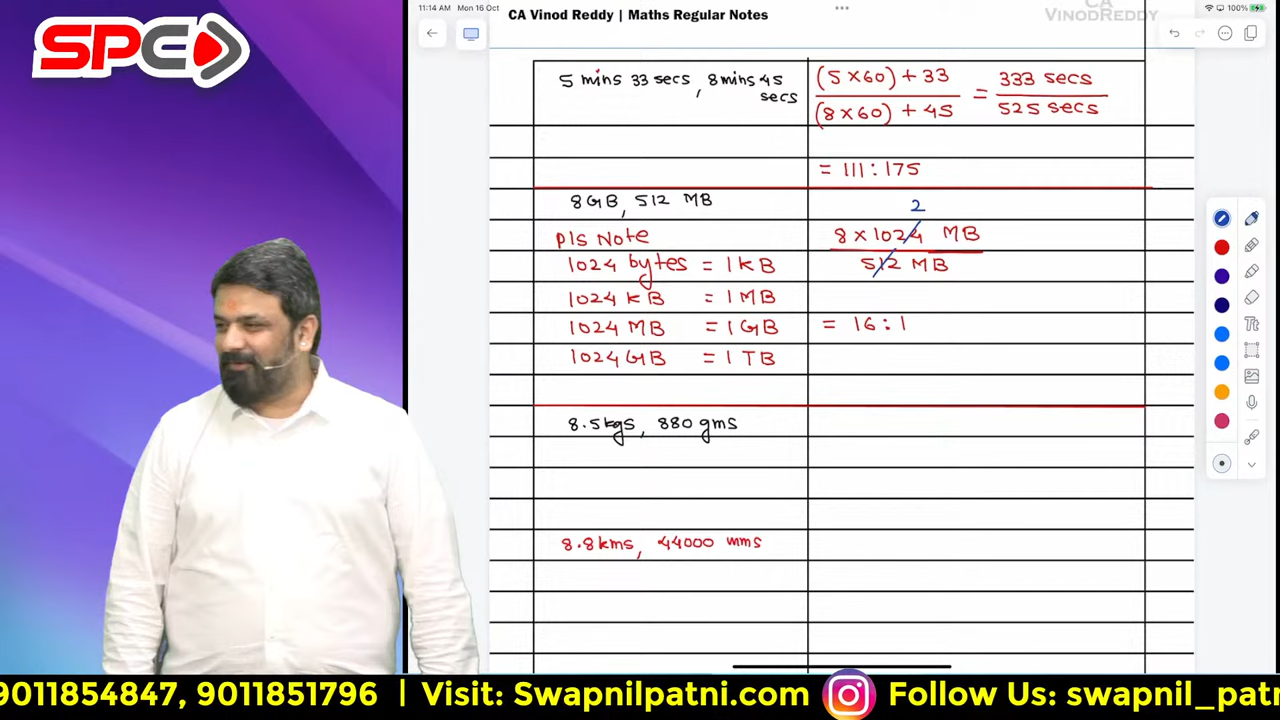 11:14 AM Mon 16 Oct
100%
SPC
CA Vinod Reddy | Maths Regular Notes
CA
VINODREDDY
5 mins 33 secs, 8 mins 45 secs
(5 x 60) + 33
(8 x 60) + 45
= 333 secs
525 secs
= 111 : 175
8 GB, 512 MB
2
8 x 1024 MB
512 MB
Pls Note
1024 bytes = 1 KB
1024 KB = 1 MB
1024 MB = 1 GB
= 16 : 1
1024 GB = 1 TB
8.5 kgs, 880 gms
8.8 kms, 44000 mms
Tt
9011854847, 9011851796 | Visit: Swapnilpatni.com Follow Us: swapnil_patn